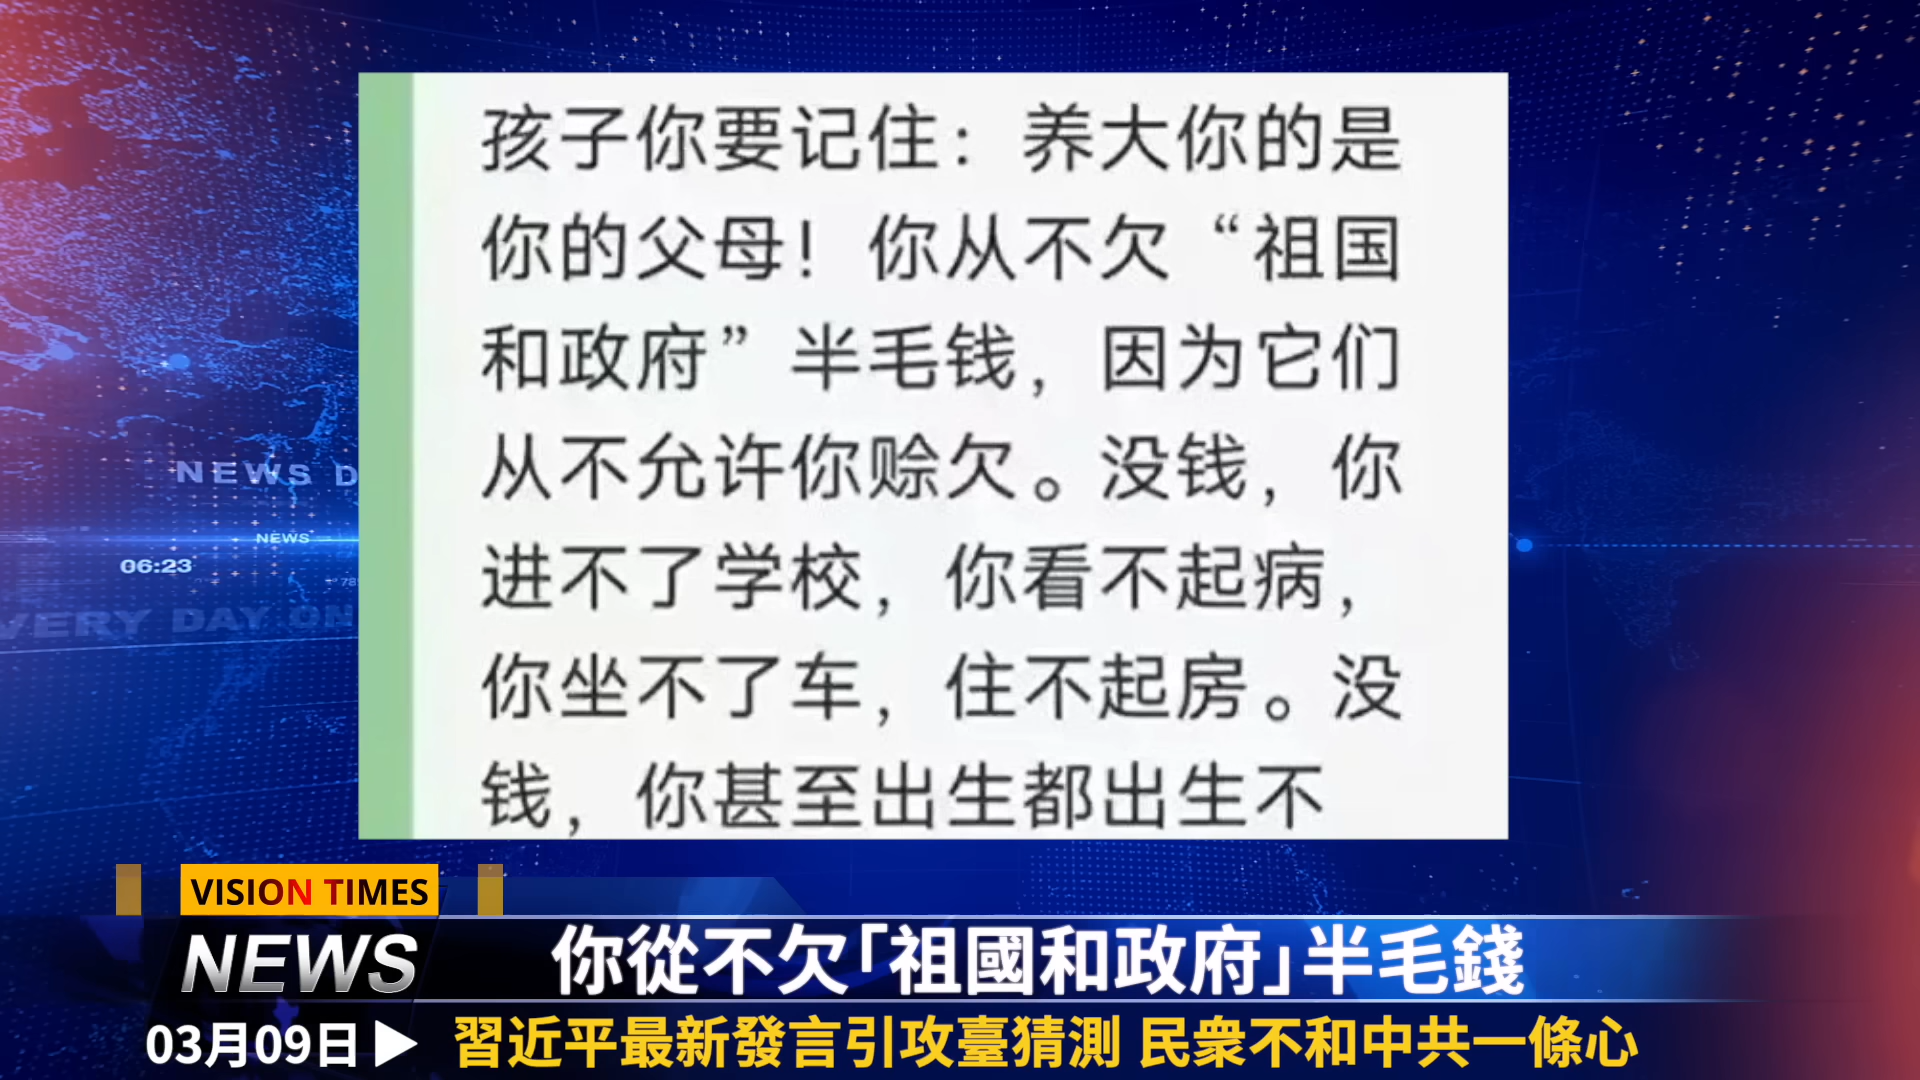 孩子你要记住：养大你的是
你的父母！你从不欠“祖国
和政府”半毛钱，因为它们
从不允许你赊欠。没钱，你
进不了学校，你看不起病，
你坐不了车，住不起房。没
钱，你甚至出生都出生不
NEWS D
NEWS
06:23
VERY DAY ON
VISION TIMES
NEWS
你從不欠「祖國和政府」半毛錢
03月09日
習近平最新發言引攻臺猜測 民衆不和中共一條心